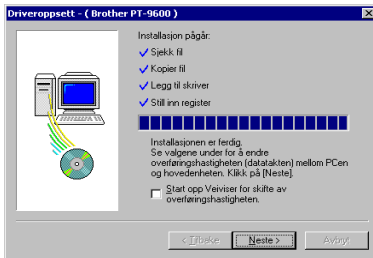 Driveroppsett - ( Brother PT-9600 )
Installasjon pågår:
Sjekk fil
Kopier fil
Legg til skriver
Still inn register
Installasjonen er ferdig.
Se valgene under for å endre
overføringshastigheten (datatakten) mellom PCen
og hovedenheten. Klikk på [Neste].
Start opp Veiviser for skifte av
overføringshastigheten.
< Tilbake Neste > Avbryt